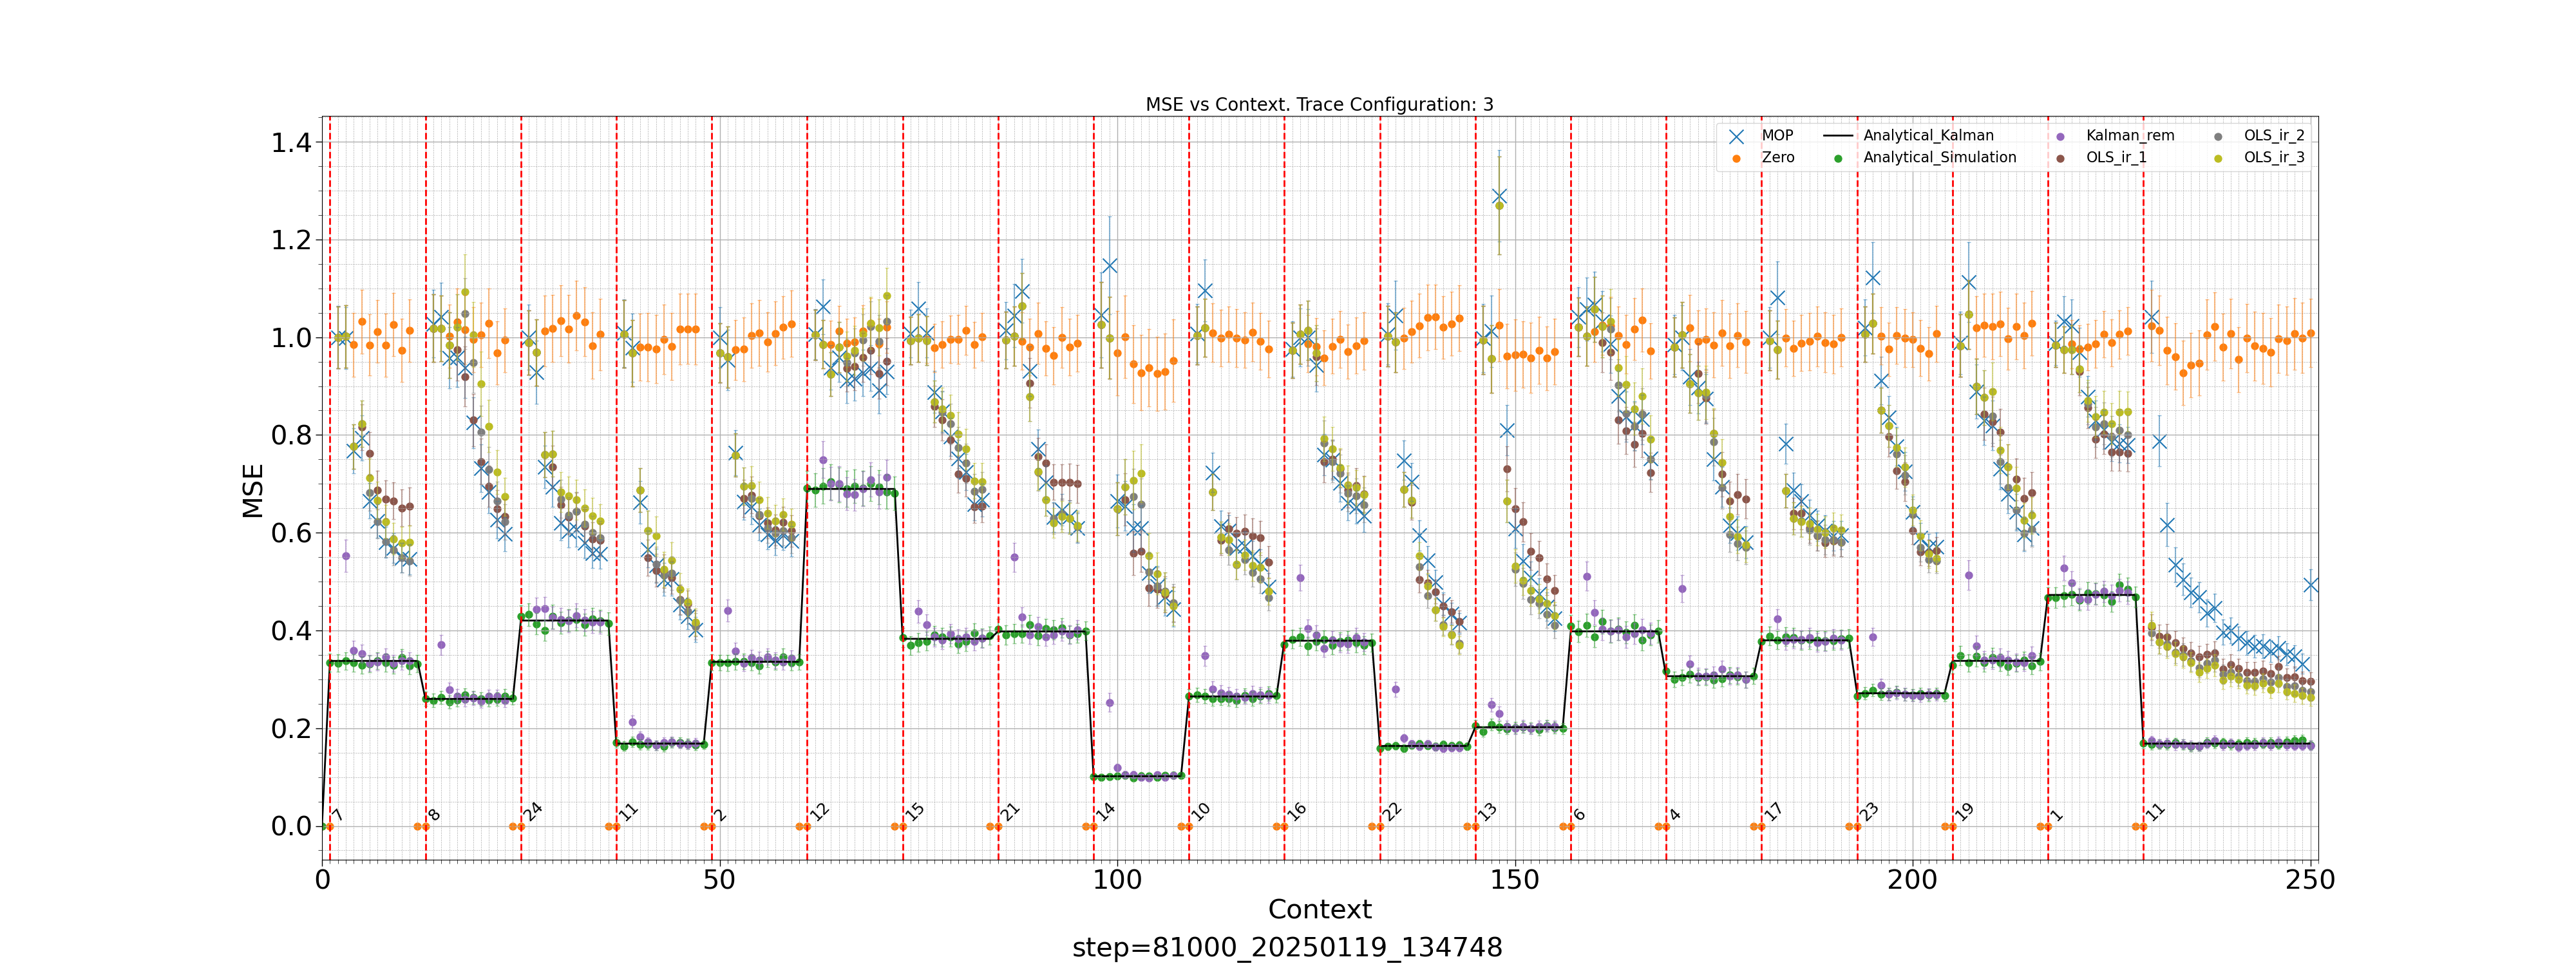 MSE vs Context. Trace Configuration: 3
MOP
Zero
Analytical_Kalman
Analytical_Simulation
Kalman_rem
OLS_ir_1
OLS_ir_2
OLS_ir_3
1.4
1.2
1.0
0.8
0.6
0.4
0.2
0.0
MSE
7 8 24 11 2 12 15 21 14 10 16 22 13 6 4 17 23 19 1 11
0 50 100 150 200 250
Context
step=81000_20250119_134748